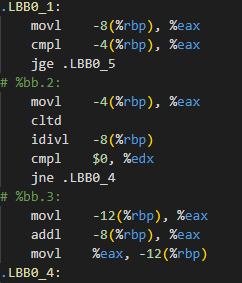 .LBB0_1:
movl -8(%rbp), %eax
cmpl -4(%rbp), %eax
jge .LBB0_5
# %bb.2:
movl -4(%rbp), %eax
cltd
idivl -8(%rbp)
cmpl $0, %edx
jne .LBB0_4
# %bb.3:
movl -12(%rbp), %eax
addl -8(%rbp), %eax
movl %eax, -12(%rbp)
.LBB0_4: